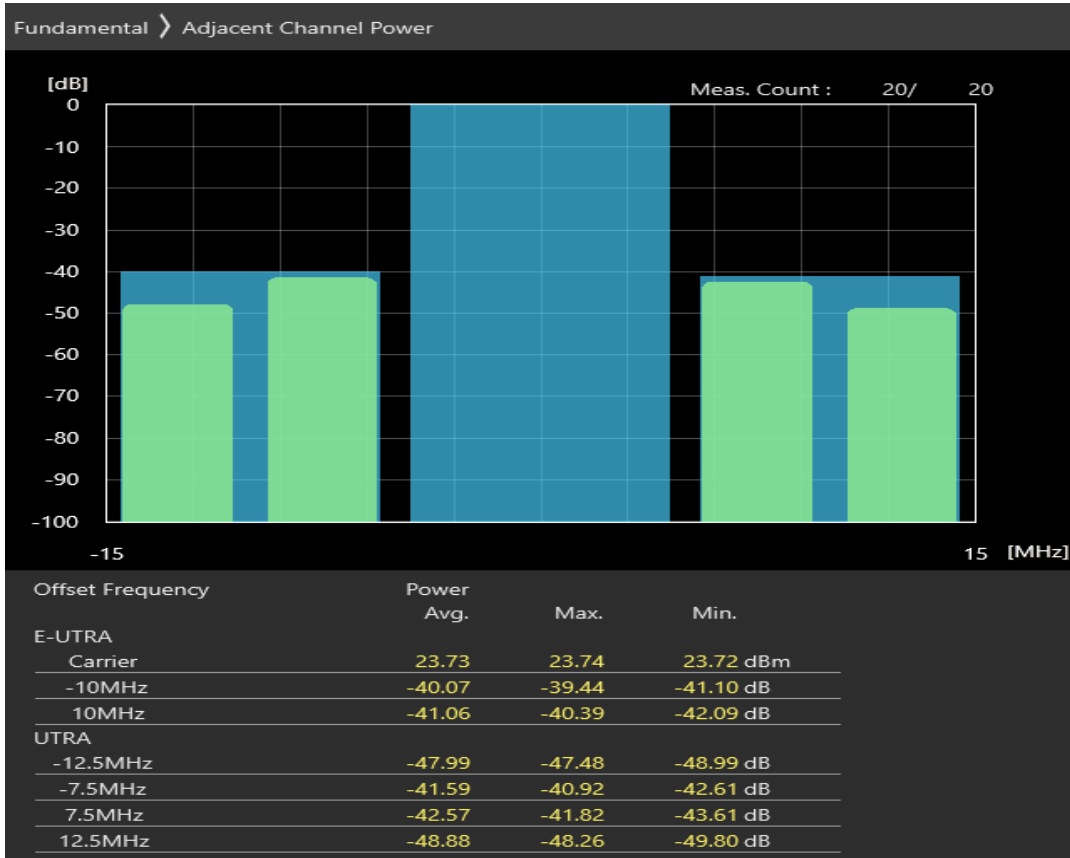 Fundamental 〉 Adjacent Channel Power
[dB]
Meas. Count : 20/ 20
0
-10
-20
-30
-40
-50
-60
-70
-80
-90
-100
-15 15 [MHz]
Offset Frequency Power
Avg. Max. Min.
E-UTRA
Carrier 23.73 23.74 23.72 dBm
-10MHz -40.07 -39.44 -41.10 dB
10MHz -41.06 -40.39 -42.09 dB
UTRA
-12.5MHz -47.99 -47.48 -48.99 dB
-7.5MHz -41.59 -40.92 -42.61 dB
7.5MHz -42.57 -41.82 -43.61 dB
12.5MHz -48.88 -48.26 -49.80 dB